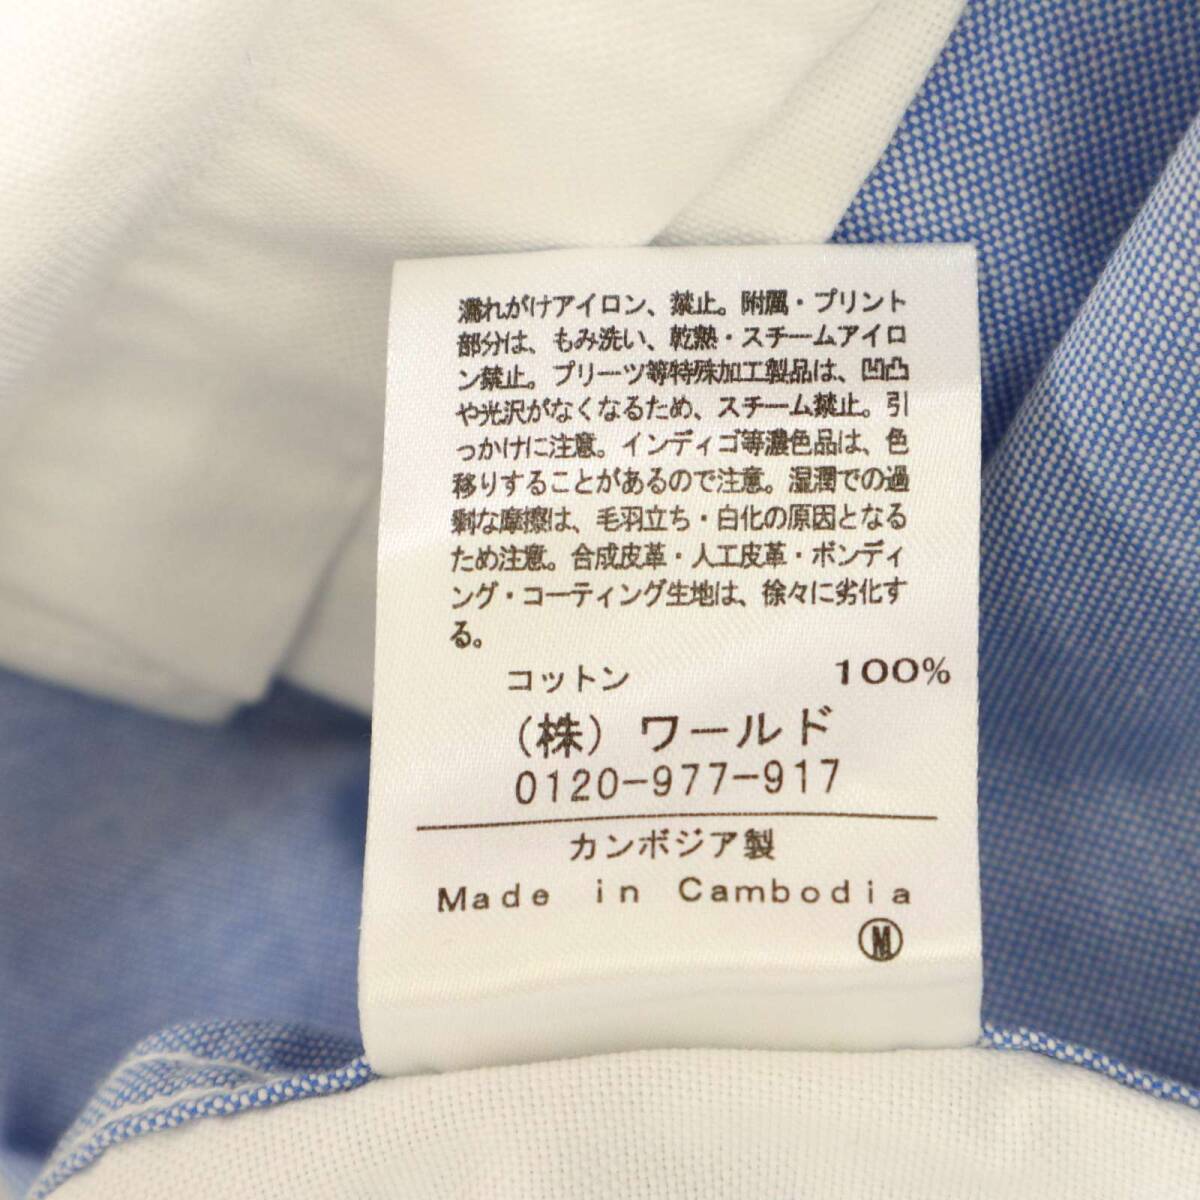 濡れがけアイロン、禁止。附属・プリント
部分は、もみ洗い、乾熱・スチームアイロ
ン禁止。プリーツ等特殊加工製品は、凹凸
や光沢がなくなるため、スチーム禁止。引
っかけに注意。インディゴ等濃色品は、色
移りすることがあるので注意。湿潤での過
剰な摩擦は、毛羽立ち・白化の原因となる
ため注意。合成皮革・人工皮革・ボンディ
ング・コーティング生地は、徐々に劣化す
る。
コットン 100%
(株) ワールド
0120-977-917
カンボジア製
Made in Cambodia
Ⓜ